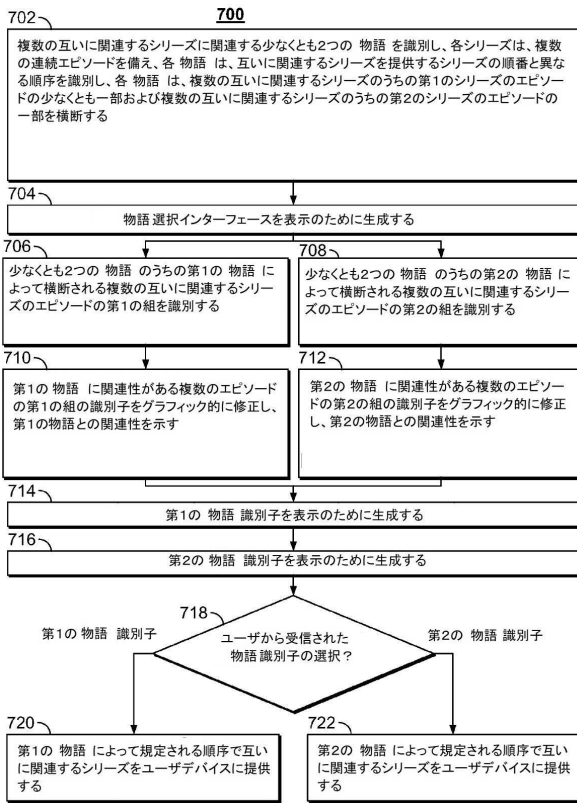 700
702
複数の互いに関連するシリーズに関連する少なくとも2つの 物語 を識別し、各シリーズは、複数
の連続エピソードを備え、各 物語 は、互いに関連するシリーズを提供するシリーズの順番と異な
る順序を識別し、各 物語 は、複数の互いに関連するシリーズのうちの第1のシリーズのエピソー
ドの少なくとも一部および複数の互いに関連するシリーズのうちの第2のシリーズのエピソードの
一部を横断する
704
物語 選択インターフェースを表示のために生成する
706
少なくとも2つの 物語 のうちの第1の 物語 に
よって横断される複数の互いに関連するシリー
ズのエピソードの第1の組を識別する
708
少なくとも2つの 物語 のうちの第2の 物語 に
よって横断される複数の互いに関連するシリー
ズのエピソードの第2の組を識別する
710
第1の 物語 に関連性がある複数のエピソード
の第1の組の識別子をグラフィック的に修正し、
第1の物語との関連性を示す
712
第2の 物語 に関連性がある複数のエピソー
ドの第2の組の識別子をグラフィック的に修正
し、第2の物語との関連性を示す
714
第1の 物語 識別子を表示のために生成する
716
第2の 物語 識別子を表示のために生成する
718
ユーザから受信された
物語 識別子の選択？
第1の 物語 識別子
第2の 物語 識別子
720
第1の 物語 によって規定される順序で互い
に関連するシリーズをユーザデバイスに提供
する
722
第2の 物語 によって規定される順序で互い
に関連するシリーズをユーザデバイスに提供
する